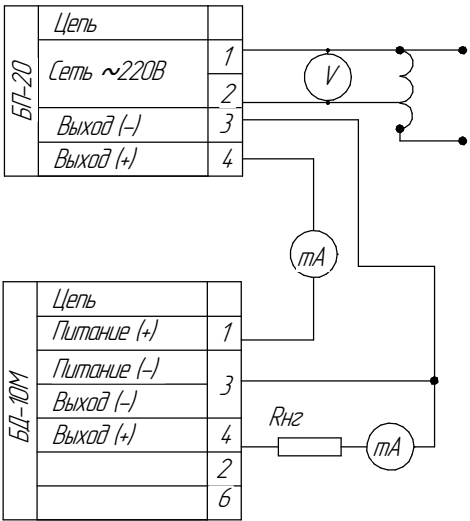 БП-20
Цепь
Сеть ~220В
1
2
Выход (-)
3
Выход (+)
4
V
mA
БД-10М
Цепь
Питание (+)
1
Питание (-)
3
Выход (-)
Выход (+)
4
2
6
Rнг
mA